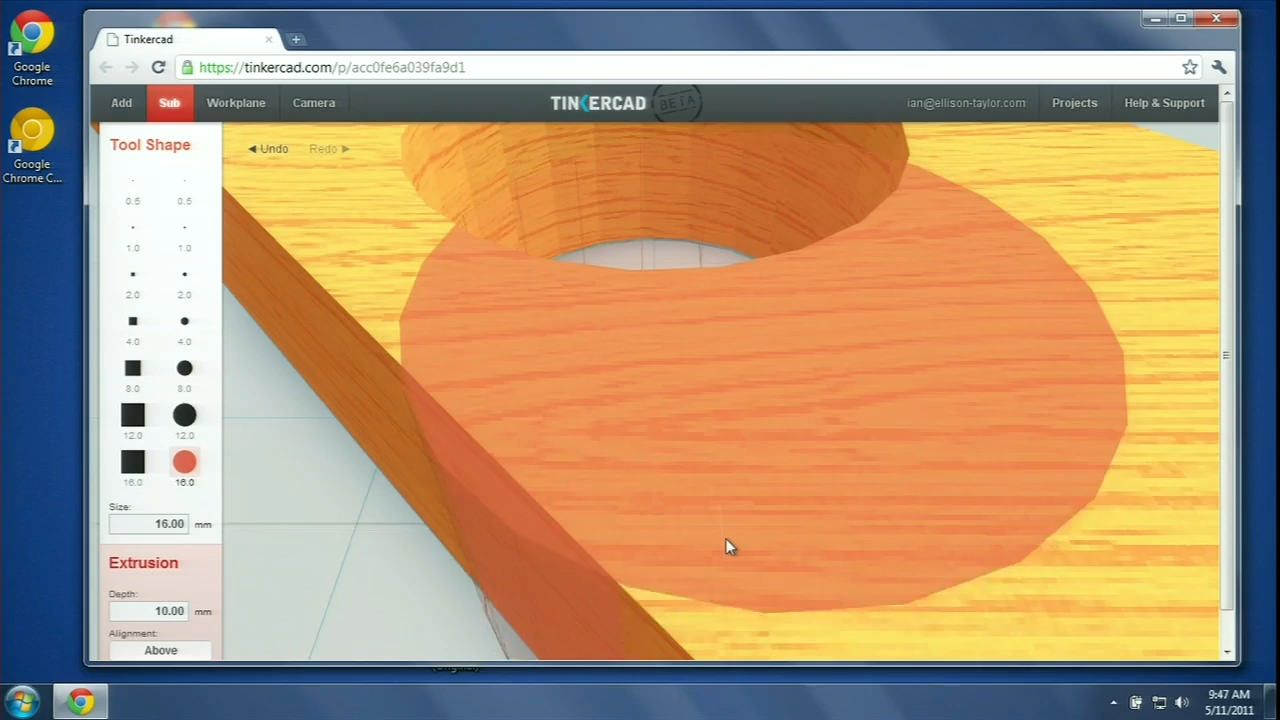 Google
Chrome
Google
Chrome C...
Tinkercad
https://tinkercad.com/p/acc0fe6a039fa9d1
Add
Sub
Workplane
Camera
TINKERCAD
BETA
ian@ellison-taylor.com
Projects
Help & Support
Tool Shape
Undo
Redo
0.5
0.5
1.0
1.0
2.0
2.0
4.0
4.0
8.0
8.0
12.0
12.0
16.0
16.0
Size:
16.00 mm
Extrusion
Depth:
10.00 mm
Alignment:
Above
9:47 AM
5/11/2011